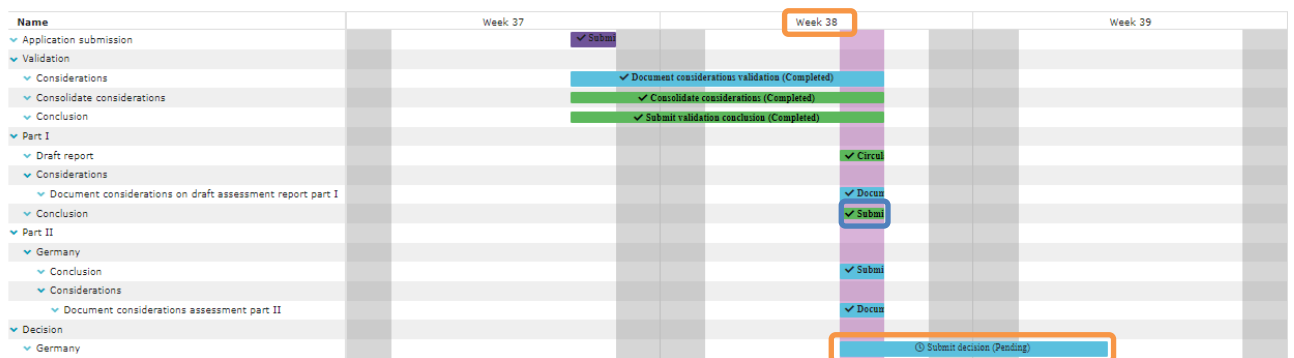 Name Week 37 Week 38 Week 39
Application submission ✔ Submi
Validation
Considerations ✔ Document considerations validation (Completed)
Consolidate considerations ✔ Consolidate considerations (Completed)
Conclusion ✔ Submit validation conclusion (Completed)
Part I
Draft report ✔ Circul
Considerations
Document considerations on draft assessment report part I ✔ Docun
Conclusion ✔ Submi
Part II
Germany
Conclusion ✔ Submi
Considerations
Document considerations assessment part II ✔ Docun
Decision
Germany Submit decision (Pending)